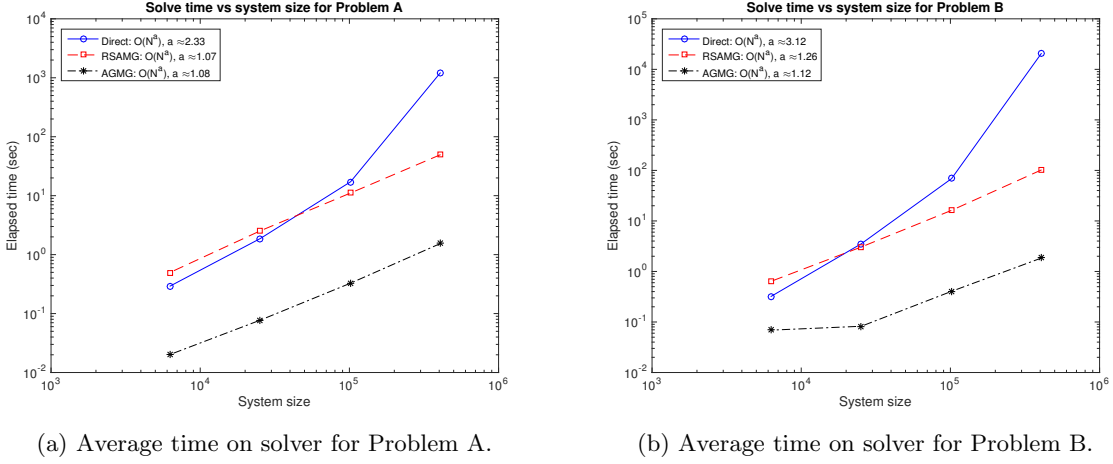 Solve time vs system size for Problem A
10^4
10^3
10^2
10^1
10^0
10^-1
10^-2
Elapsed time (sec)
Direct: O(N^a), a ≈2.33
RSAMG: O(N^a), a ≈1.07
AGMG: O(N^a), a ≈1.08
10^3
10^4
10^5
10^6
System size
(a) Average time on solver for Problem A.
Solve time vs system size for Problem B
10^5
10^4
10^3
10^2
10^1
10^0
10^-1
10^-2
Elapsed time (sec)
Direct: O(N^a), a ≈3.12
RSAMG: O(N^a), a ≈1.26
AGMG: O(N^a), a ≈1.12
10^3
10^4
10^5
10^6
System size
(b) Average time on solver for Problem B.